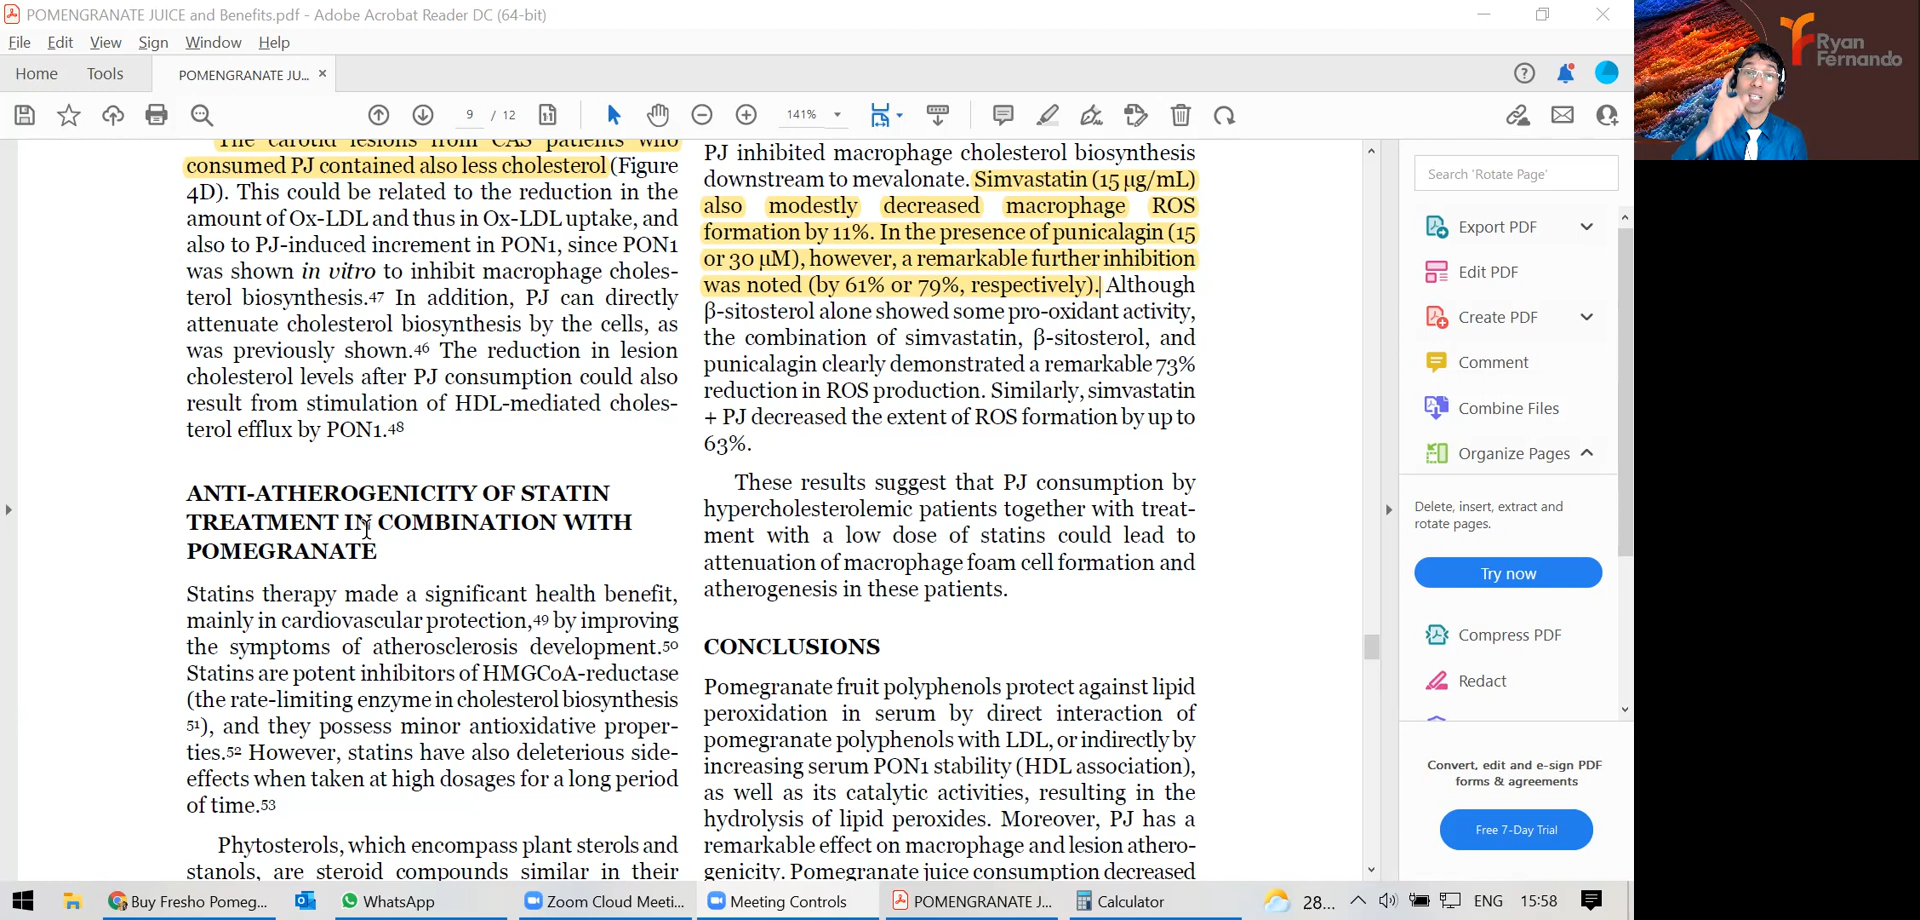 POMENGRANATE JUICE and Benefits.pdf - Adobe Acrobat Reader DC (64-bit)
File Edit View Sign Window Help
Home Tools POMENGRANATE JU... ×
9 / 12 141%
The carotid lesions from CAS patients who
consumed PJ contained also less cholesterol (Figure
4D). This could be related to the reduction in the
amount of Ox-LDL and thus in Ox-LDL uptake, and
also to PJ-induced increment in PON1, since PON1
was shown in vitro to inhibit macrophage choles-
terol biosynthesis.47 In addition, PJ can directly
attenuate cholesterol biosynthesis by the cells, as
was previously shown.46 The reduction in lesion
cholesterol levels after PJ consumption could also
result from stimulation of HDL-mediated choles-
terol efflux by PON1.48
ANTI-ATHEROGENICITY OF STATIN
TREATMENT IN COMBINATION WITH
POMEGRANATE
Statins therapy made a significant health benefit,
mainly in cardiovascular protection,49 by improving
the symptoms of atherosclerosis development.50
Statins are potent inhibitors of HMGCoA-reductase
(the rate-limiting enzyme in cholesterol biosynthesis
51), and they possess minor antioxidative proper-
ties.52 However, statins have also deleterious side-
effects when taken at high dosages for a long period
of time.53
Phytosterols, which encompass plant sterols and
stanols, are steroid compounds similar in their
PJ inhibited macrophage cholesterol biosynthesis
downstream to mevalonate. Simvastatin (15 μg/mL)
also modestly decreased macrophage ROS
formation by 11%. In the presence of punicalagin (15
or 30 μM), however, a remarkable further inhibition
was noted (by 61% or 79%, respectively). Although
β-sitosterol alone showed some pro-oxidant activity,
the combination of simvastatin, β-sitosterol, and
punicalagin clearly demonstrated a remarkable 73%
reduction in ROS production. Similarly, simvastatin
+ PJ decreased the extent of ROS formation by up to
63%.
These results suggest that PJ consumption by
hypercholesterolemic patients together with treat-
ment with a low dose of statins could lead to
attenuation of macrophage foam cell formation and
atherogenesis in these patients.
CONCLUSIONS
Pomegranate fruit polyphenols protect against lipid
peroxidation in serum by direct interaction of
pomegranate polyphenols with LDL, or indirectly by
increasing serum PON1 stability (HDL association),
as well as its catalytic activities, resulting in the
hydrolysis of lipid peroxides. Moreover, PJ has a
remarkable effect on macrophage and lesion athero-
genicity. Pomegranate juice consumption decreased
Search 'Rotate Page'
Export PDF
Edit PDF
Create PDF
Comment
Combine Files
Organize Pages
Delete, insert, extract and
rotate pages.
Try now
Compress PDF
Redact
Convert, edit and e-sign PDF
forms & agreements
Free 7-Day Trial
Ryan
Fernando
Buy Fresho Pomeg... WhatsApp Zoom Cloud Meeti... Meeting Controls POMENGRANATE J... Calculator 28... ENG 15:58